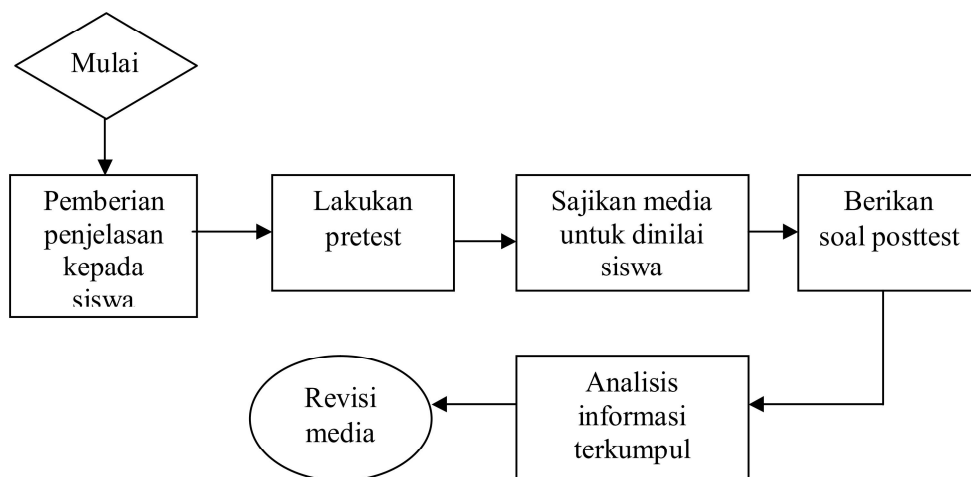 Mulai
Pemberian
penjelasan
kepada
siswa
Lakukan
pretest
Sajikan media
untuk dinilai
siswa
Berikan
soal posttest
Analisis
informasi
terkumpul
Revisi
media